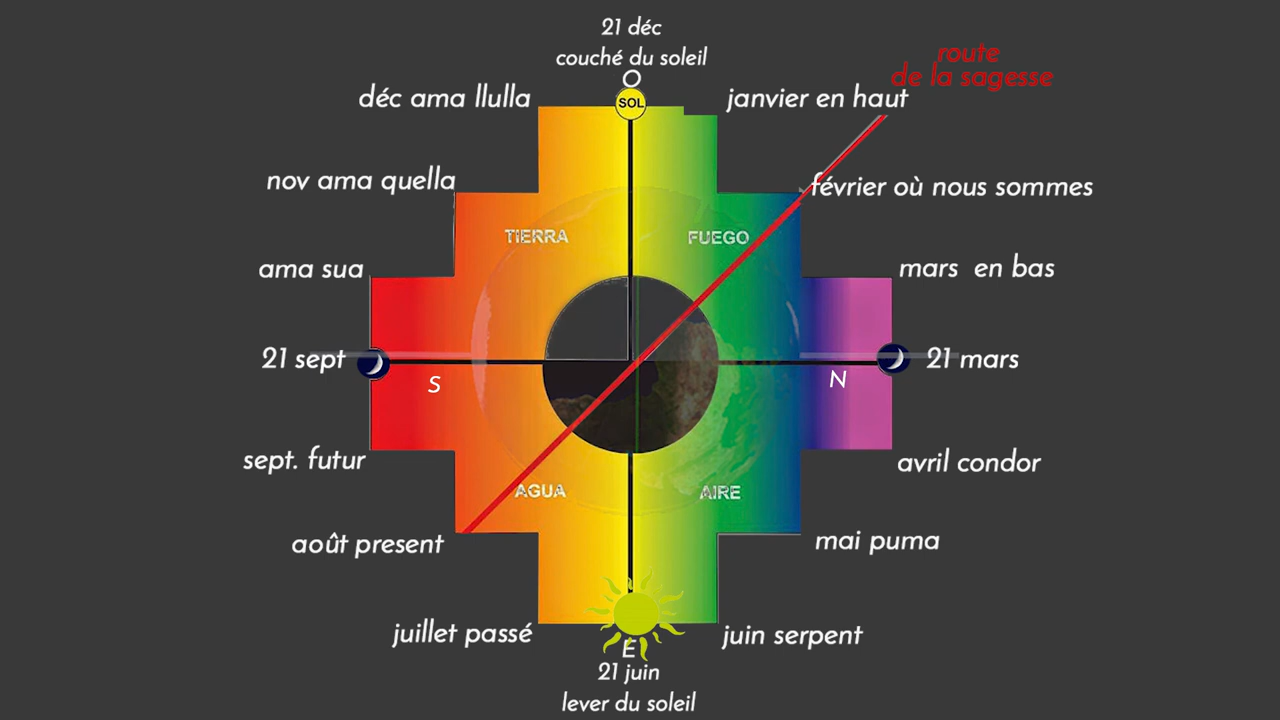 21 déc
couché du soleil
O
SOL
route
de la sagesse
déc ama llulla
janvier en haut
nov ama quella
février où nous sommes
TIERRA
FUEGO
ama sua
mars en bas
21 sept
21 mars
S
N
sept. futur
avril condor
AGUA
AIRE
août present
mai puma
juillet passé
juin serpent
E
21 juin
lever du soleil